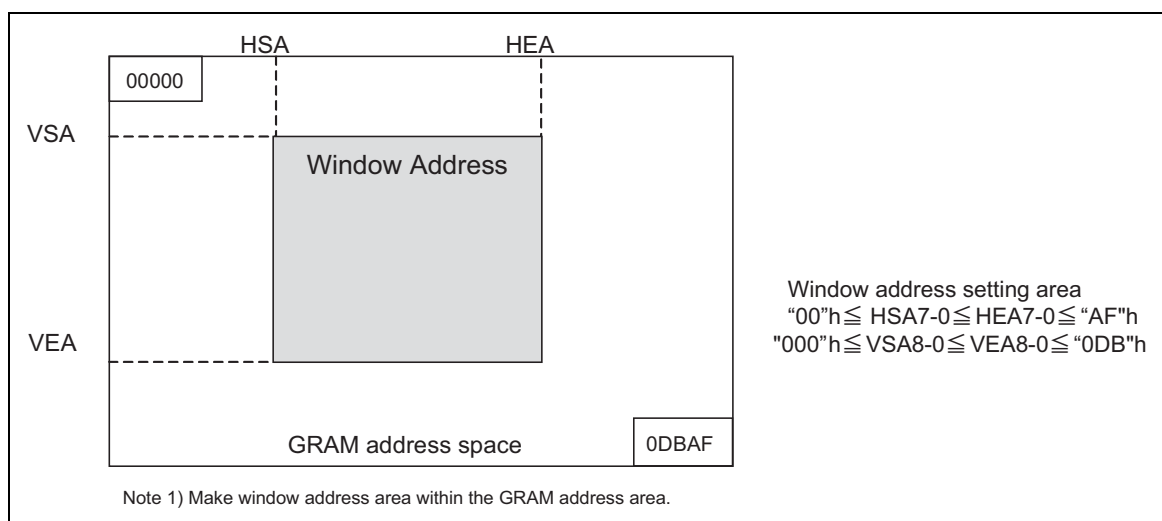 HSA HEA
00000
VSA
Window Address
Window address setting area
“00”h≦ HSA7-0≦HEA7-0≦“AF"h
"000”h≦VSA8-0≦VEA8-0≦“0DB"h
VEA
GRAM address space
0DBAF
Note 1) Make window address area within the GRAM address area.